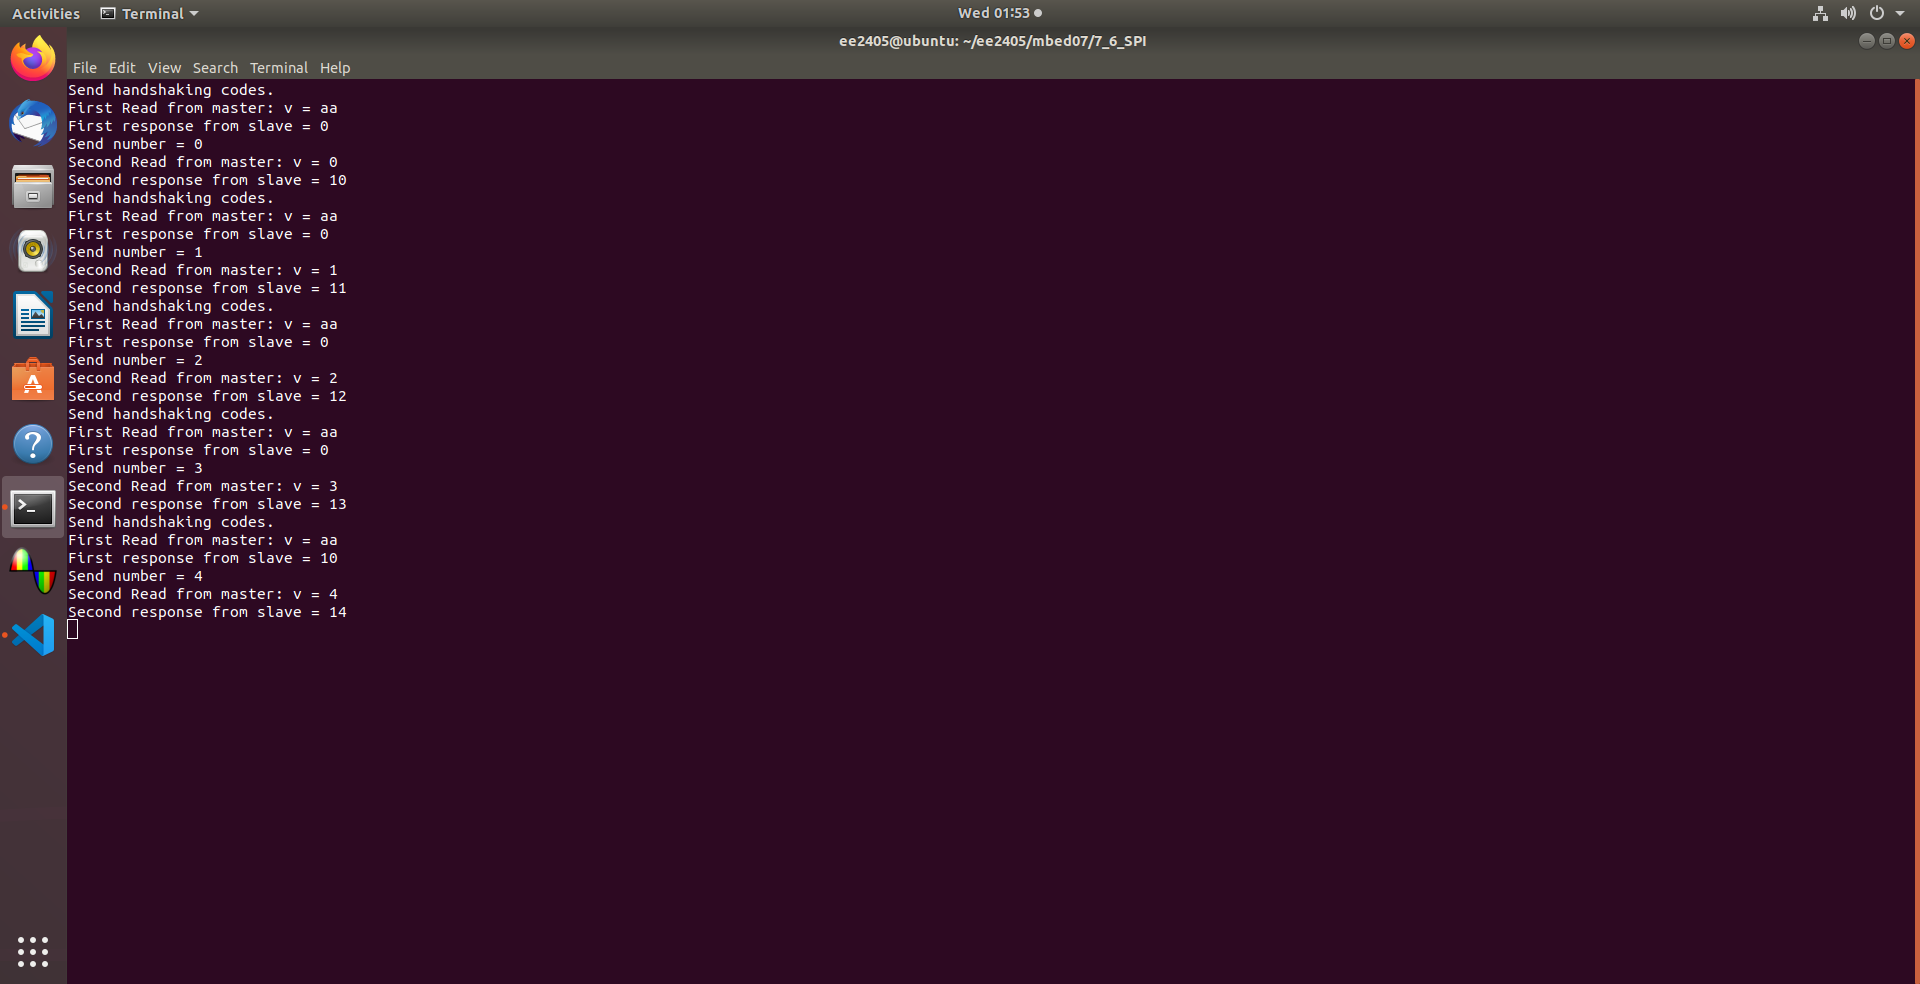 Activities Terminal Wed 01:53
ee2405@ubuntu: ~/ee2405/mbed07/7_6_SPI
File Edit View Search Terminal Help
Send handshaking codes.
First Read from master: v = aa
First response from slave = 0
Send number = 0
Second Read from master: v = 0
Second response from slave = 10
Send handshaking codes.
First Read from master: v = aa
First response from slave = 0
Send number = 1
Second Read from master: v = 1
Second response from slave = 11
Send handshaking codes.
First Read from master: v = aa
First response from slave = 0
Send number = 2
Second Read from master: v = 2
Second response from slave = 12
Send handshaking codes.
First Read from master: v = aa
First response from slave = 0
Send number = 3
Second Read from master: v = 3
Second response from slave = 13
Send handshaking codes.
First Read from master: v = aa
First response from slave = 10
Send number = 4
Second Read from master: v = 4
Second response from slave = 14